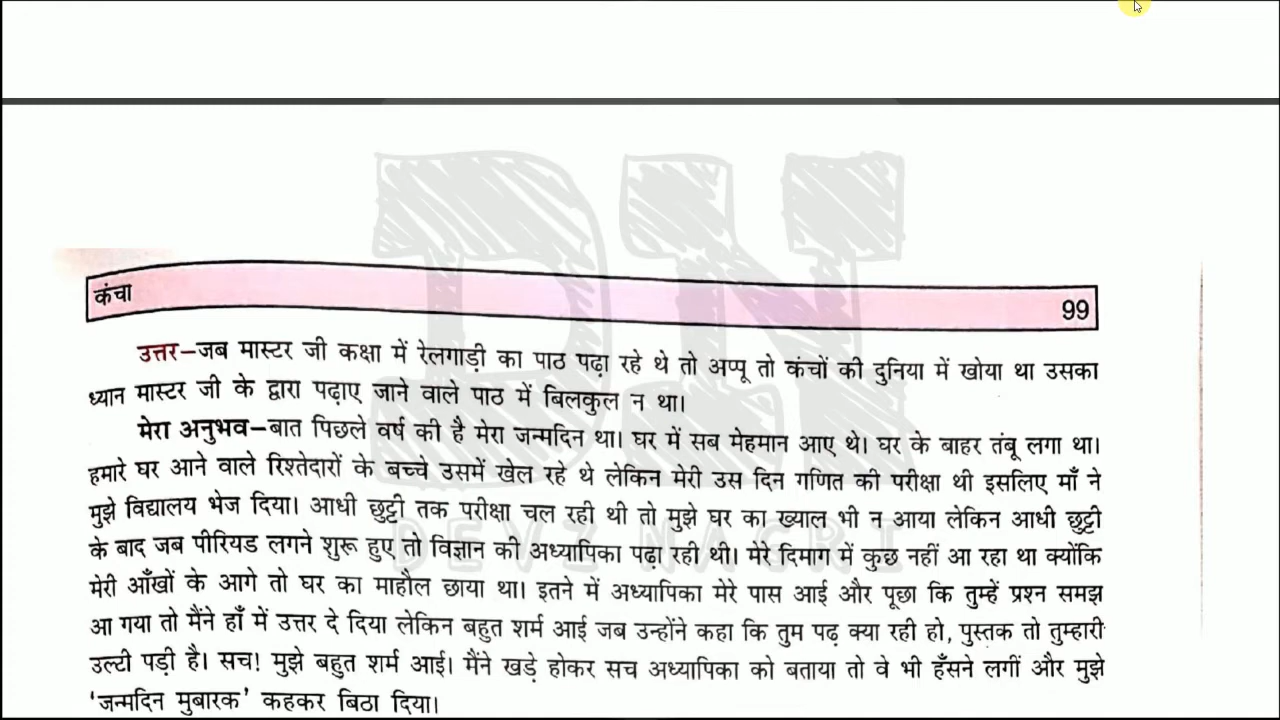 कंचा
99
उत्तर–जब मास्टर जी कक्षा में रेलगाड़ी का पाठ पढ़ा रहे थे तो अप्पू तो कंचों की दुनिया में खोया था उसका
ध्यान मास्टर जी के द्वारा पढ़ाए जाने वाले पाठ में बिलकुल न था।
मेरा अनुभव–बात पिछले वर्ष की है मेरा जन्मदिन था। घर में सब मेहमान आए थे। घर के बाहर तंबू लगा था।
हमारे घर आने वाले रिश्तेदारों के बच्चे उसमें खेल रहे थे लेकिन मेरी उस दिन गणित की परीक्षा थी इसलिए माँ ने
मुझे विद्यालय भेज दिया। आधी छुट्टी तक परीक्षा चल रही थी तो मुझे घर का ख्याल भी न आया लेकिन आधी छुट्टी
के बाद जब पीरियड लगने शुरू हुए तो विज्ञान की अध्यापिका पढ़ा रही थी। मेरे दिमाग में कुछ नहीं आ रहा था क्योंकि
मेरी आँखों के आगे तो घर का माहौल छाया था। इतने में अध्यापिका मेरे पास आई और पूछा कि तुम्हें प्रश्न समझ
आ गया तो मैंने हाँ में उत्तर दे दिया लेकिन बहुत शर्म आई जब उन्होंने कहा कि तुम पढ़ क्या रही हो, पुस्तक तो तुम्हारी
उल्टी पड़ी है। सच! मुझे बहुत शर्म आई। मैंने खड़े होकर सच अध्यापिका को बताया तो वे भी हँसने लगीं और मुझे
‘जन्मदिन मुबारक’ कहकर बिठा दिया।
DN
DEVZ NAGRI